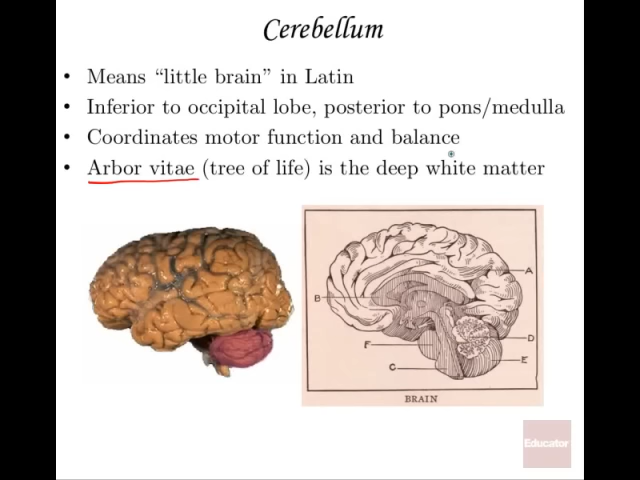 Cerebellum
• Means “little brain” in Latin
• Inferior to occipital lobe, posterior to pons/medulla
• Coordinates motor function and balance
• Arbor vitae (tree of life) is the deep white matter
A
B
D
F
E
C
BRAIN
Educator